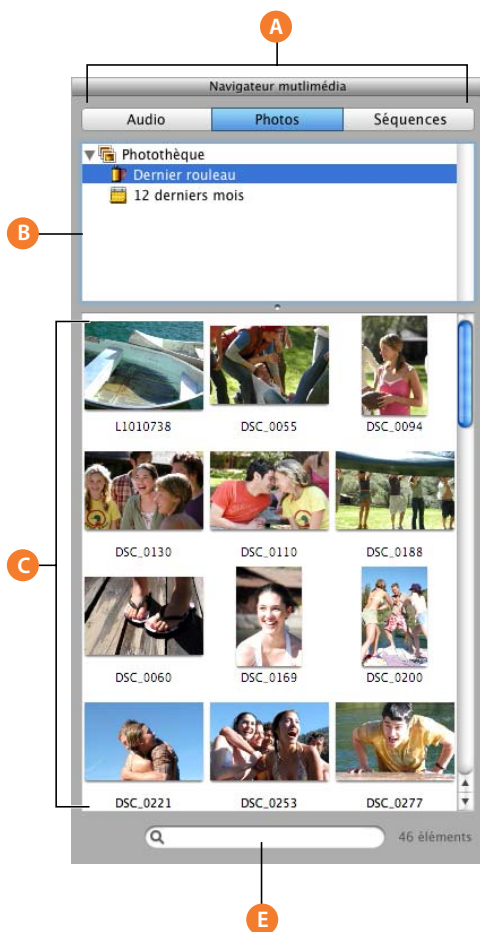 A
Navigateur mutlimédia
Audio Photos Séquences
Photothèque
Dernier rouleau
12 derniers mois
B
L1010738 DSC_0055 DSC_0094
DSC_0130 DSC_0110 DSC_0188
C
DSC_0060 DSC_0169 DSC_0200
DSC_0221 DSC_0253 DSC_0277
46 éléments
E